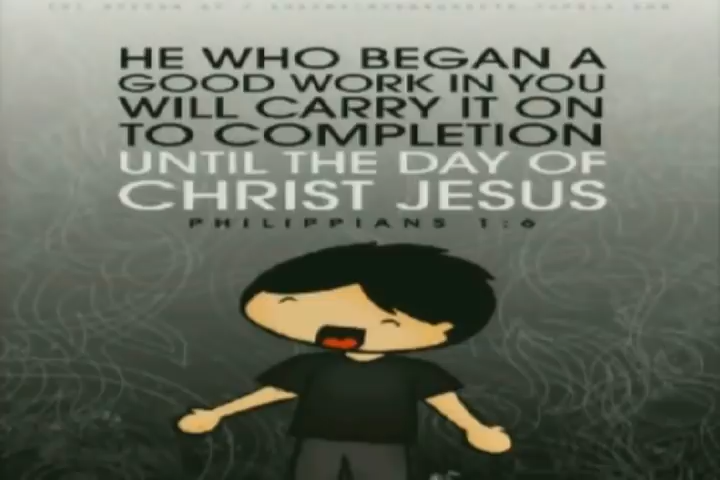 HE WHO BEGAN A
GOOD WORK IN YOU
WILL CARRY IT ON
TO COMPLETION
UNTIL THE DAY OF
CHRIST JESUS
PHILIPPIANS 1:6